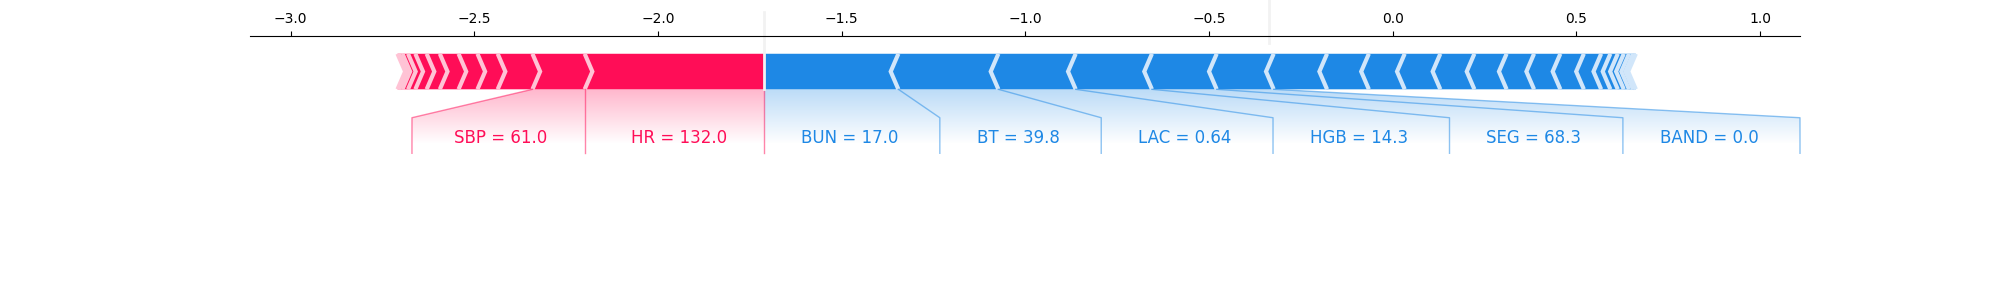 −3.0 −2.5 −2.0 −1.5 −1.0 −0.5 0.0 0.5 1.0
SBP = 61.0 HR = 132.0 BUN = 17.0 BT = 39.8 LAC = 0.64 HGB = 14.3 SEG = 68.3 BAND = 0.0